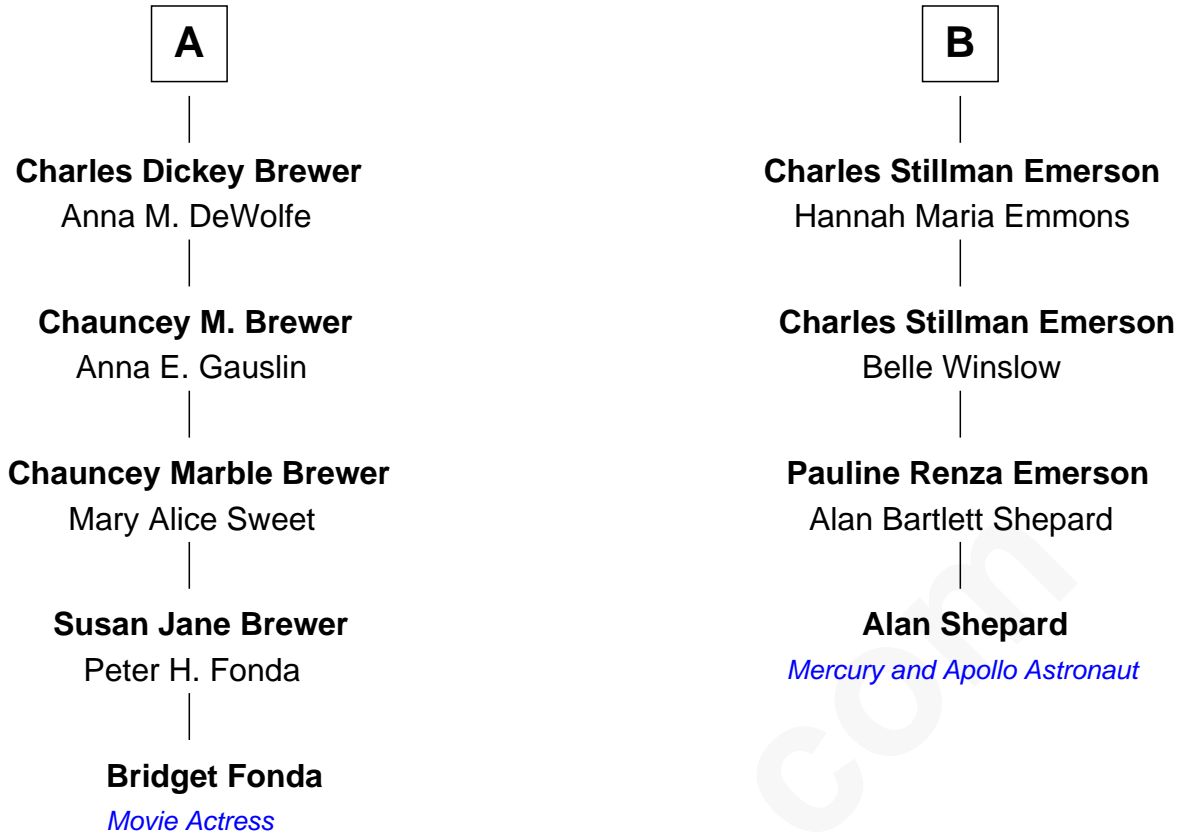 A
Charles Dickey Brewer
Anna M. DeWolfe
Chauncey M. Brewer
Anna E. Gauslin
Chauncey Marble Brewer
Mary Alice Sweet
Susan Jane Brewer
Peter H. Fonda
Bridget Fonda
Movie Actress
B
Charles Stillman Emerson
Hannah Maria Emmons
Charles Stillman Emerson
Belle Winslow
Pauline Renza Emerson
Alan Bartlett Shepard
Alan Shepard
Mercury and Apollo Astronaut
com